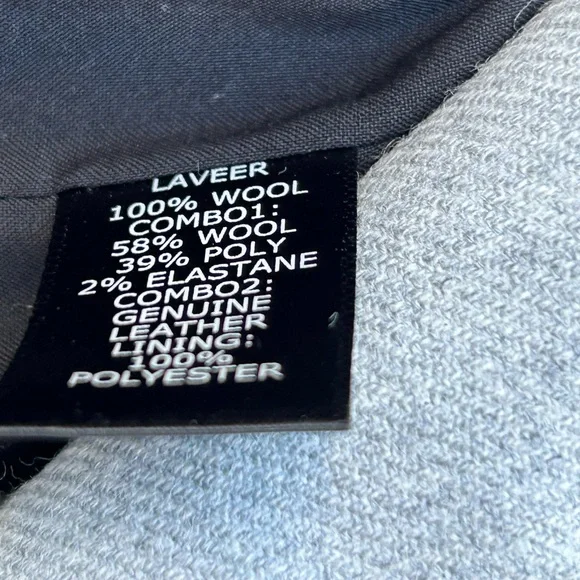 LAVEER
100% WOOL
COMBO1:
58% WOOL
39% POLY
2% ELASTANE
COMBO2:
GENUINE
LEATHER
LINING:
100%
POLYESTER